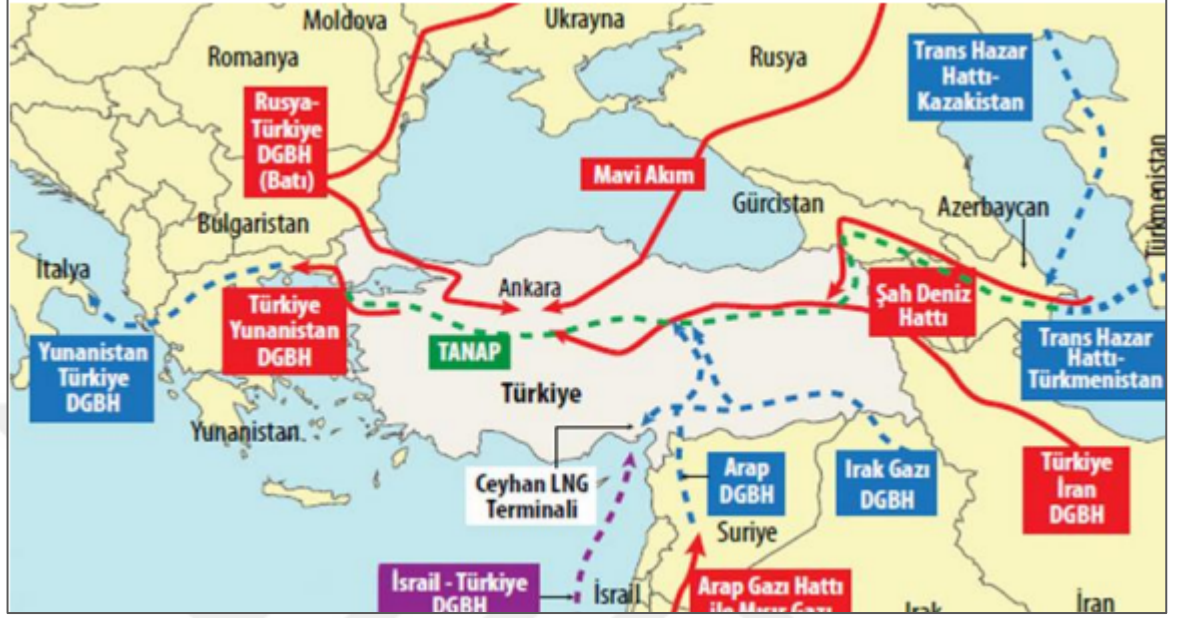 Moldova
Ukrayna
Romanya
Rusya
Trans Hazar
Hattı-
Kazakistan
Rusya-
Türkiye
DGBH
(Batı)
Mavi Akım
Türkmenistan
Gürcistan
Azerbaycan
Bulgaristan
İtalya
Ankara
Türkiye
Yunanistan
DGBH
Şah Deniz
Hattı
TANAP
Yunanistan
Türkiye
DGBH
Trans Hazar
Hattı-
Türkmenistan
Türkiye
Yunanistan
Ceyhan LNG
Terminali
Arap
DGBH
Irak Gazı
DGBH
Türkiye
İran
DGBH
Suriye
İsrail - Türkiye
DGBH
İsrail
Arap Gazı Hattı
ile Mısır Gazı
Irak
İran